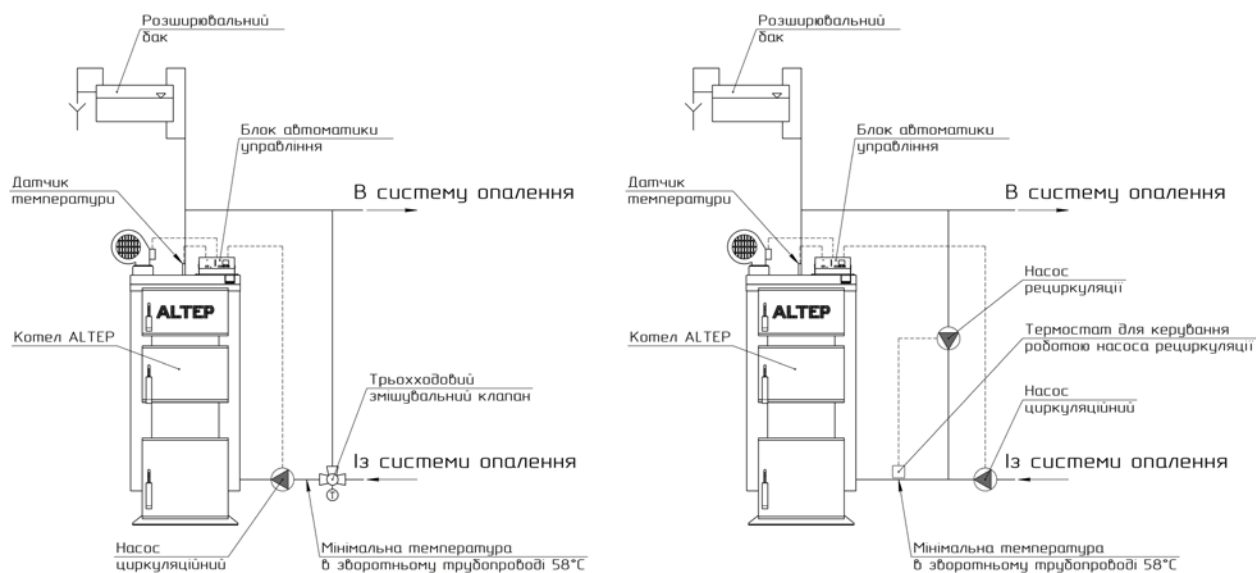 Розширювальний
бак
Блок автоматики
управління
Датчик
температури
В систему опалення
ALTEP
Котел ALTEP
Трьохходовий
змішувальний клапан
Із системи опалення
T
Насос
циркуляційний
Мінімальна температура
в зворотньому трубопроводі 58°C
Розширювальний
бак
Блок автоматики
управління
Датчик
температури
В систему опалення
Насос
рециркуляції
ALTEP
Котел ALTEP
Термостат для керування
роботою насоса рециркуляції
Насос
циркуляційний
Із системи опалення
Мінімальна температура
в зворотньому трубопроводі 58°C